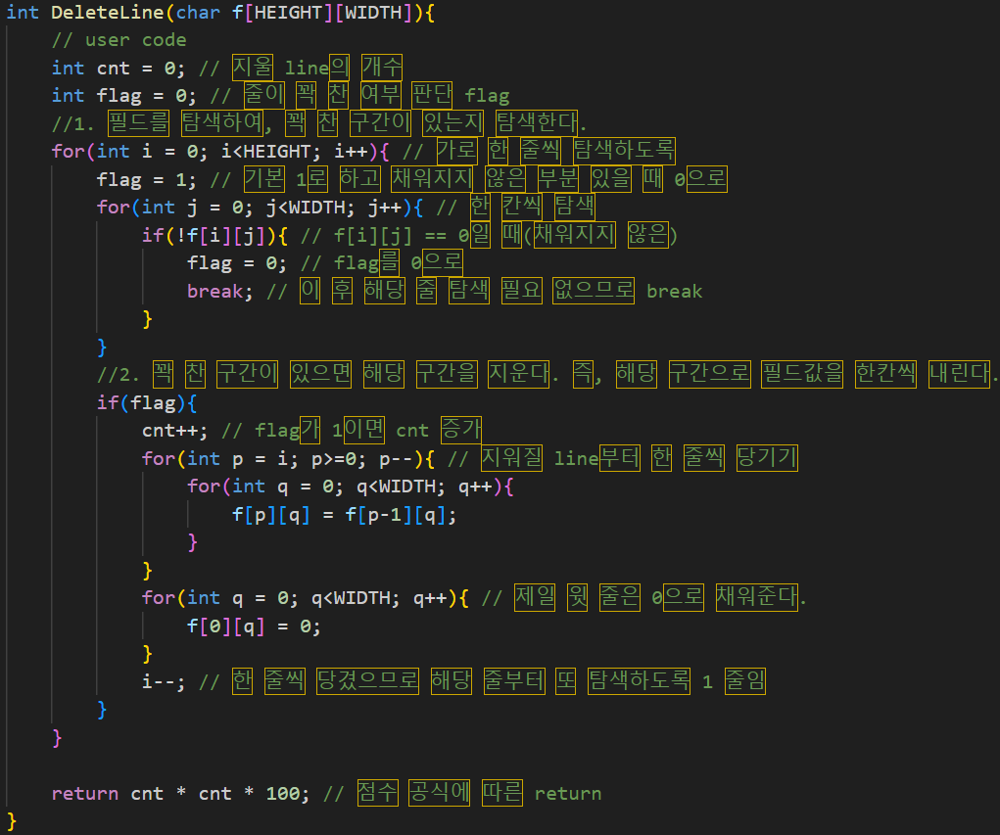 int DeleteLine(char f[HEIGHT][WIDTH]){
    // user code
    int cnt = 0; // 지울 line의 개수
    int flag = 0; // 줄이 꽉 찬 여부 판단 flag
    //1. 필드를 탐색하여, 꽉 찬 구간이 있는지 탐색한다.
    for(int i = 0; i<HEIGHT; i++){ // 가로 한 줄씩 탐색하도록
        flag = 1; // 기본 1로 하고 채워지지 않은 부분 있을 때 0으로
        for(int j = 0; j<WIDTH; j++){ // 한 칸씩 탐색
            if(!f[i][j]){ // f[i][j] == 0일 때(채워지지 않은)
                flag = 0; // flag를 0으로
                break; // 이 후 해당 줄 탐색 필요 없으므로 break
            }
        }
        //2. 꽉 찬 구간이 있으면 해당 구간을 지운다. 즉, 해당 구간으로 필드값을 한칸씩 내린다.
        if(flag){
            cnt++; // flag가 1이면 cnt 증가
            for(int p = i; p>=0; p--){ // 지워질 line부터 한 줄씩 당기기
                for(int q = 0; q<WIDTH; q++){
                    f[p][q] = f[p-1][q];
                }
            }
            for(int q = 0; q<WIDTH; q++){ // 제일 윗 줄은 0으로 채워준다.
                f[0][q] = 0;
            }
            i--; // 한 줄씩 당겼으므로 해당 줄부터 또 탐색하도록 1 줄임
        }
    }

    return cnt * cnt * 100; // 점수 공식에 따른 return
}